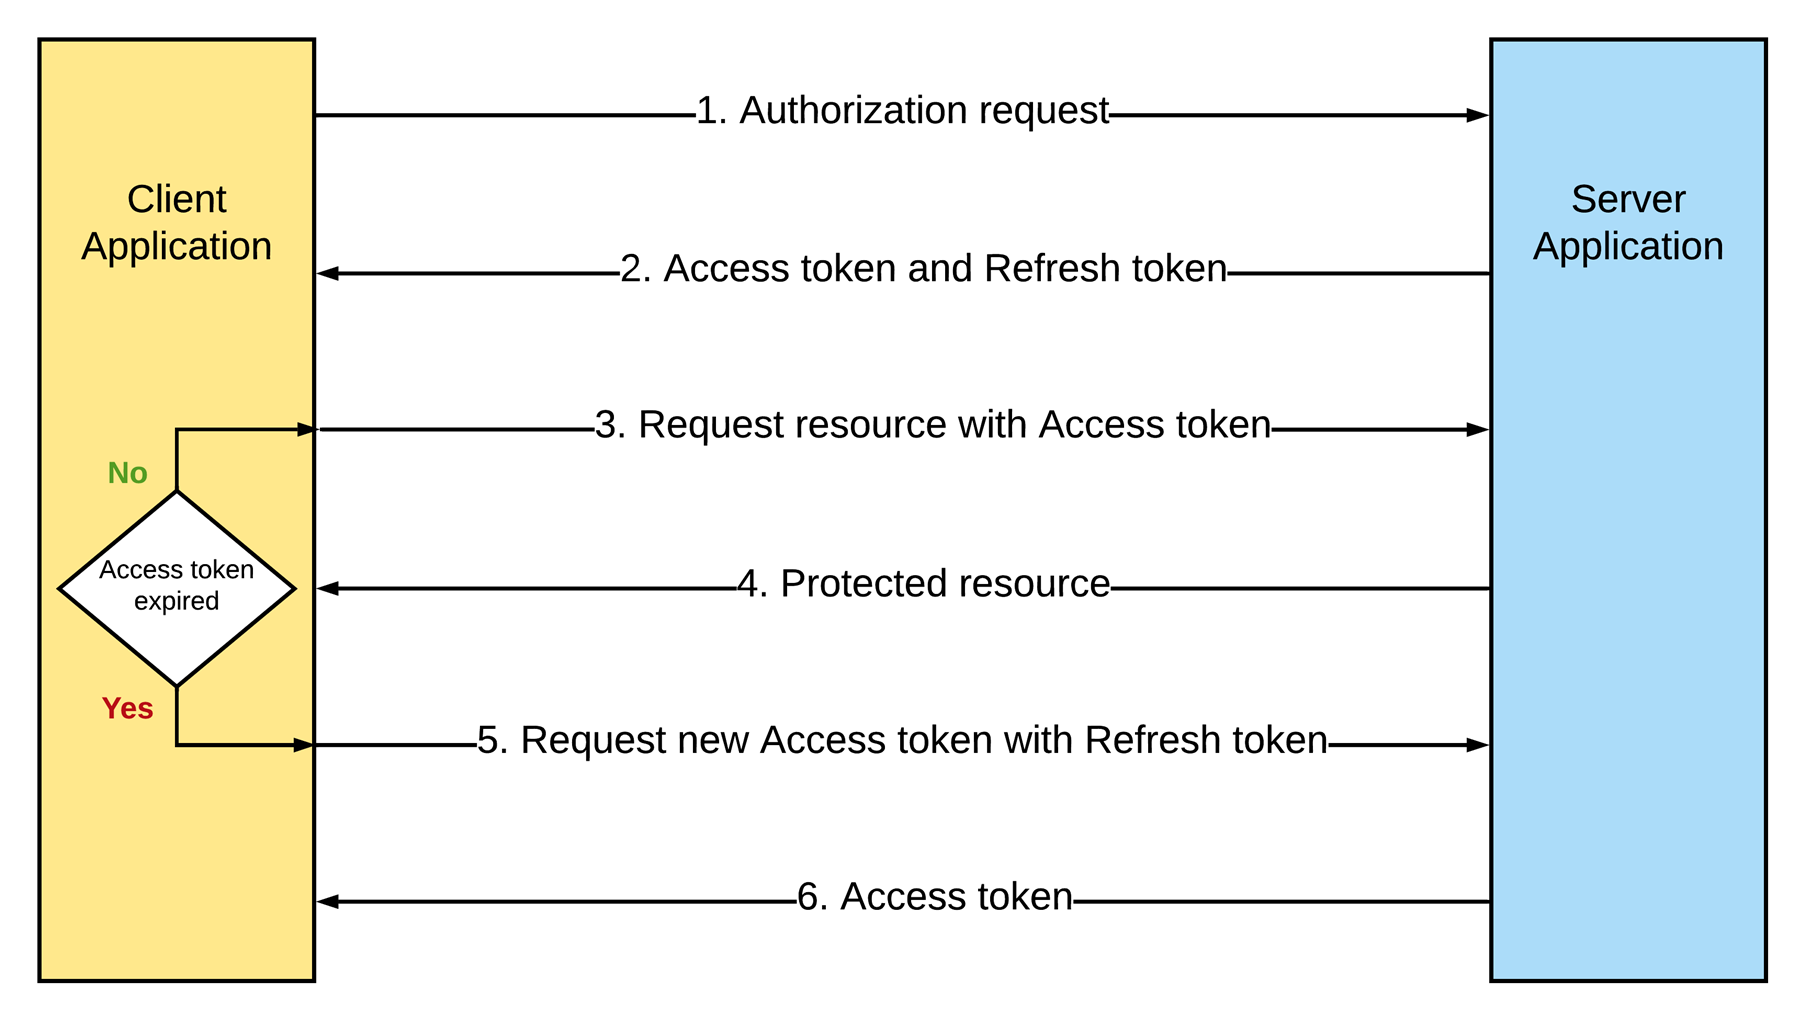 1. Authorization request
Client
Application
Server
Application
2. Access token and Refresh token
3. Request resource with Access token
No
Access token
expired
4. Protected resource
Yes
5. Request new Access token with Refresh token
6. Access token